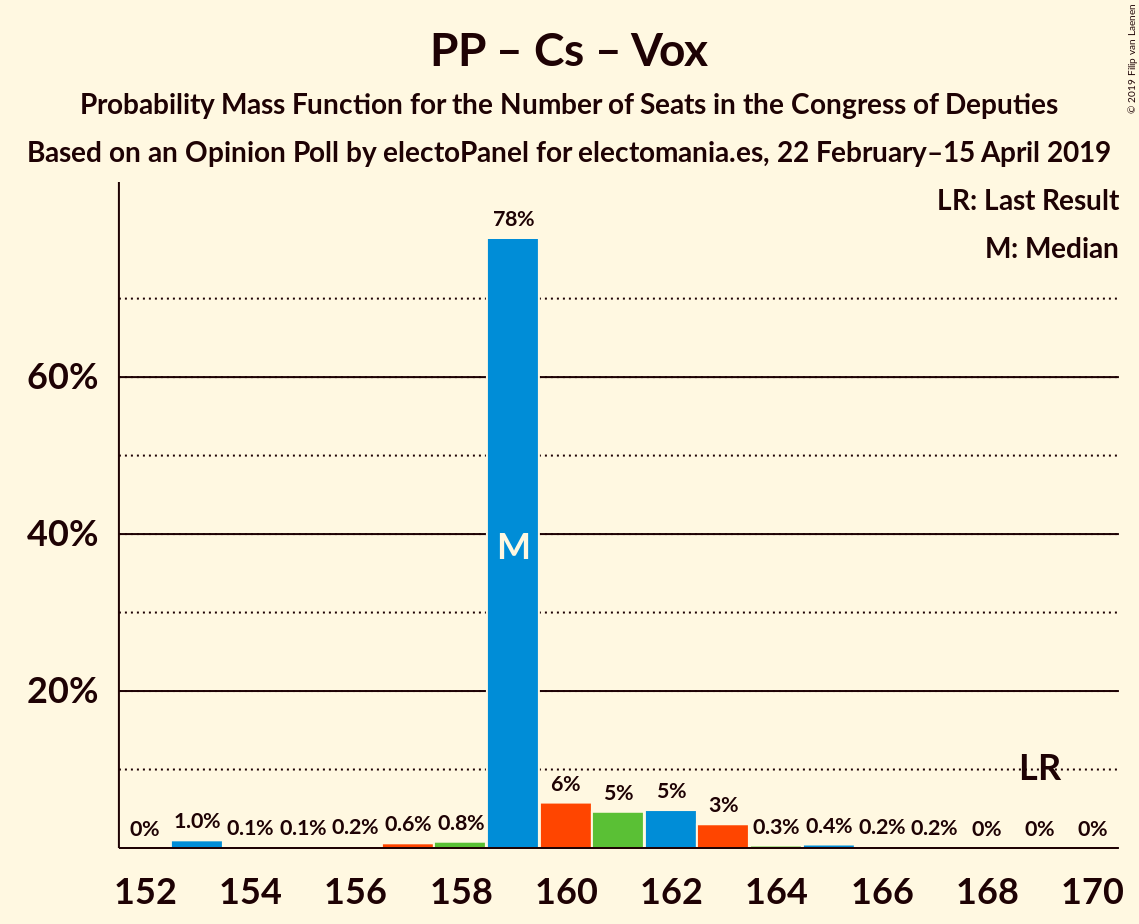 PP – Cs – Vox
Probability Mass Function for the Number of Seats in the Congress of Deputies
Based on an Opinion Poll by electoPanel for electomania.es, 22 February–15 April 2019
© 2019 Filip van Laenen
LR: Last Result
M: Median
78%
60%
40%
M
20%
LR
0% 1.0% 0.1% 0.1% 0.2% 0.6% 0.8% 6% 5% 5% 3% 0.3% 0.4% 0.2% 0.2% 0% 0% 0%
152 154 156 158 160 162 164 166 168 170